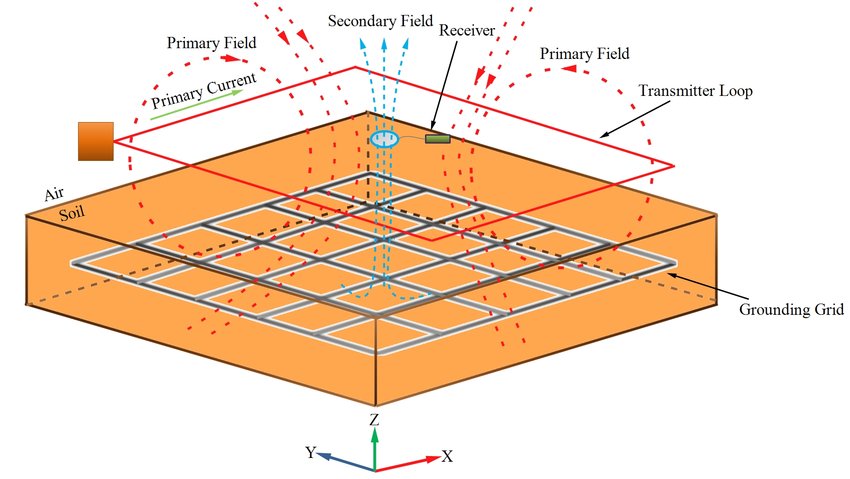 Secondary Field
Receiver
Primary Field
Primary Field
Primary Current
Transmitter Loop
Air
Soil
Grounding Grid
Z
Y
X